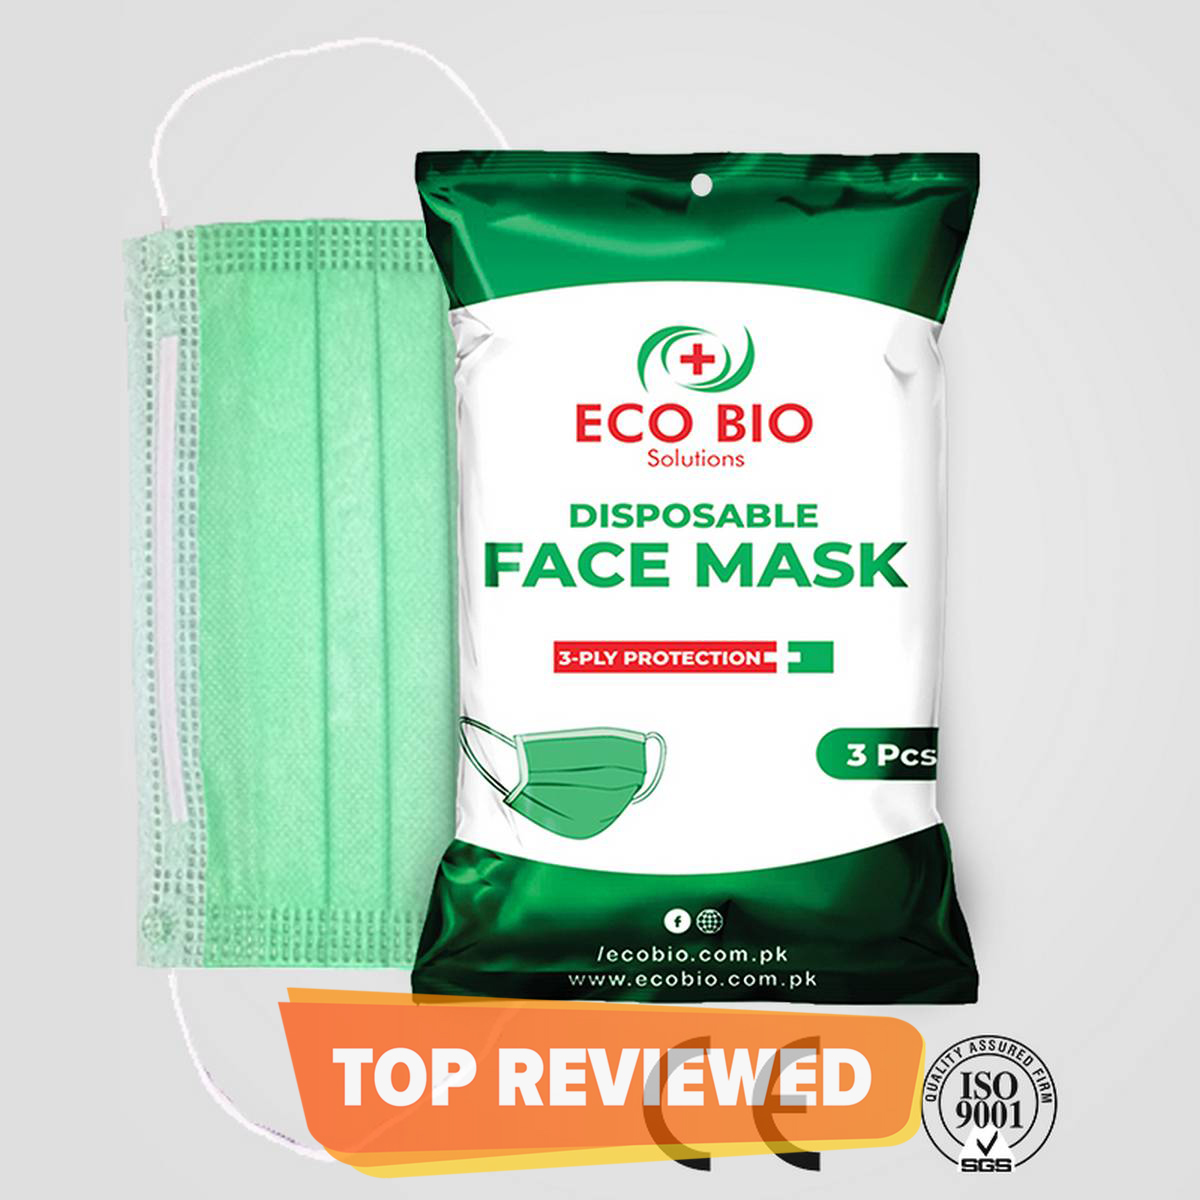 ECO BIO
Solutions
DISPOSABLE
FACE MASK
3-PLY PROTECTION
3 Pcs
f
/ecobio.com.pk
www.ecobio.com.pk
TOP REVIEWED
CE
QUALITY ASSURED FIRM
ISO
9001
SGS